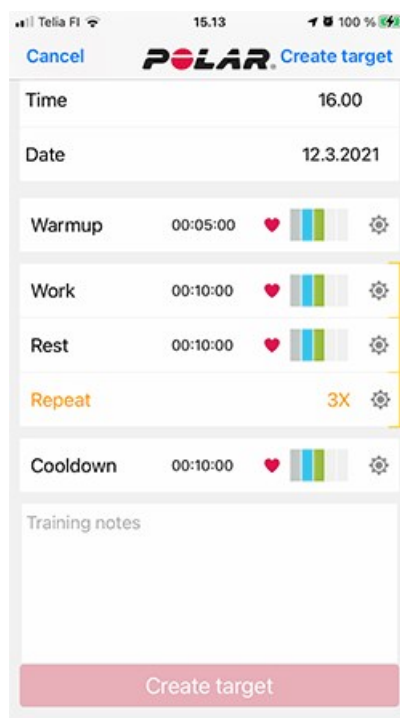 Telia FI 15.13 100 %
Cancel POLAR. Create target
Time 16.00
Date 12.3.2021
Warmup 00:05:00
Work 00:10:00
Rest 00:10:00
Repeat 3X
Cooldown 00:10:00
Training notes
Create target